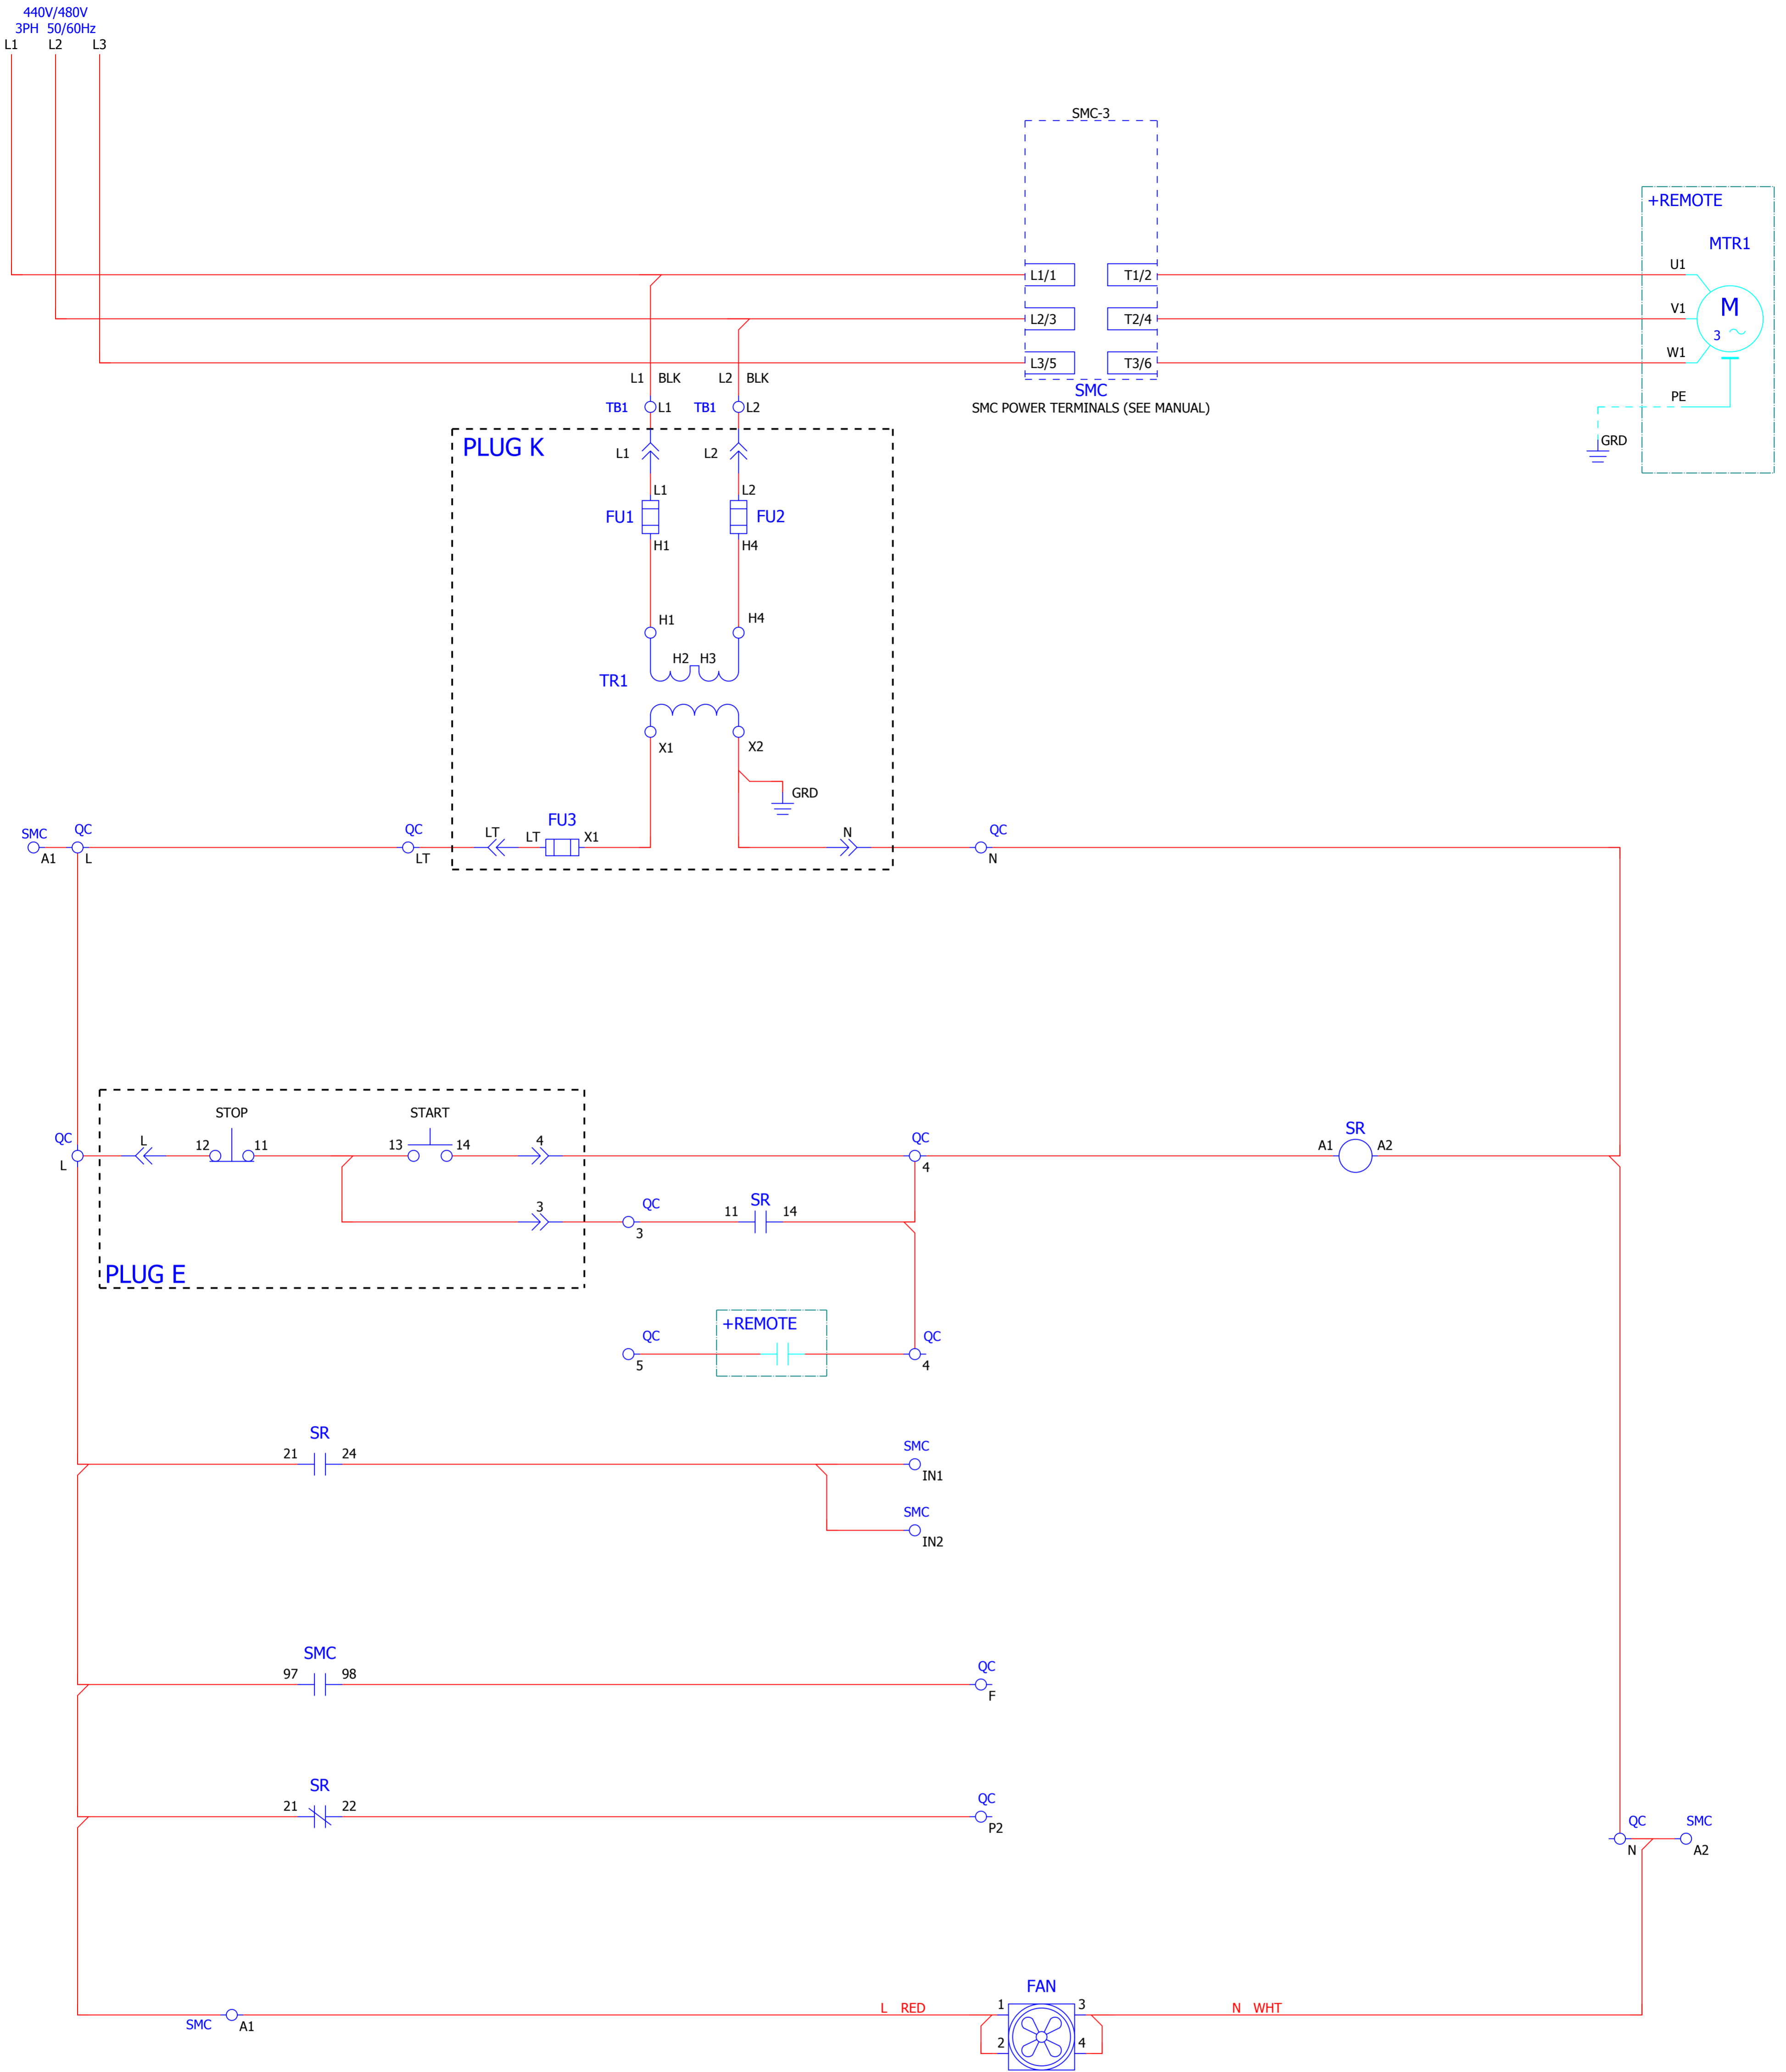 440V/480V
3PH 50/60Hz
L1 L2 L3
SMC-3
+REMOTE
MTR1
U1
L1/1 T1/2
V1
M
3
L2/3 T2/4
W1
L3/5 T3/6
L1 BLK L2 BLK
SMC
PE
TB1 L1 TB1 L2
SMC POWER TERMINALS (SEE MANUAL)
GRD
PLUG K
L1 L2
L1 L2
FU1 FU2
H1 H4
H1 H4
H2 H3
TR1
X1 X2
GRD
FU3
SMC QC QC LT LT X1 N QC
A1 L LT N
STOP START
QC L 12 11 13 14 4 QC SR
L 4 A1 A2
3 QC 11 SR 14
3
PLUG E
+REMOTE
QC QC
5 4
SR
21 24 SMC
IN1
SMC
IN2
SMC
97 98 QC
F
SR
21 22 QC
P2
QC SMC
N A2
FAN
L RED 1 3 N WHT
SMC A1
2 4